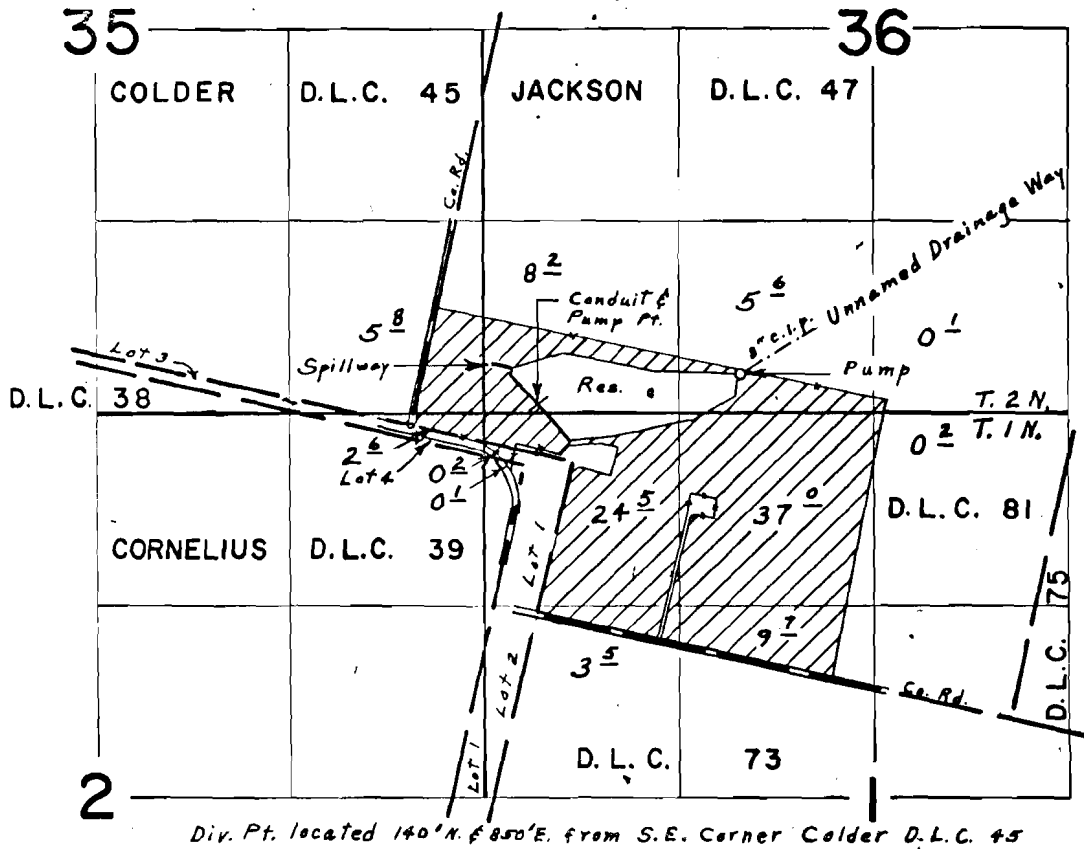 35 36
COLDER D.L.C. 45 JACKSON D.L.C. 47
Co. Rd.
Unnamed Drainage Way
8" c.i.p.
8 2
5 6
Conduit &
Pump Pt.
5 8
0 1
Lot 3
Spillway
Res.
Pump
D.L.C. 38
T. 2 N.
T. 1 N.
2 6
Lot 4
0 2
0 1
0 2
24 5
37 0
D.L.C. 81
CORNELIUS D.L.C. 39
Lot 1
D.L.C. 75
9 7
3 5
Lot 2
Co. Rd.
Lot 1
D.L.C. 73
2 1
Div. Pt. located 140' N. & 850' E. from S.E. Corner Colder D.L.C. 45